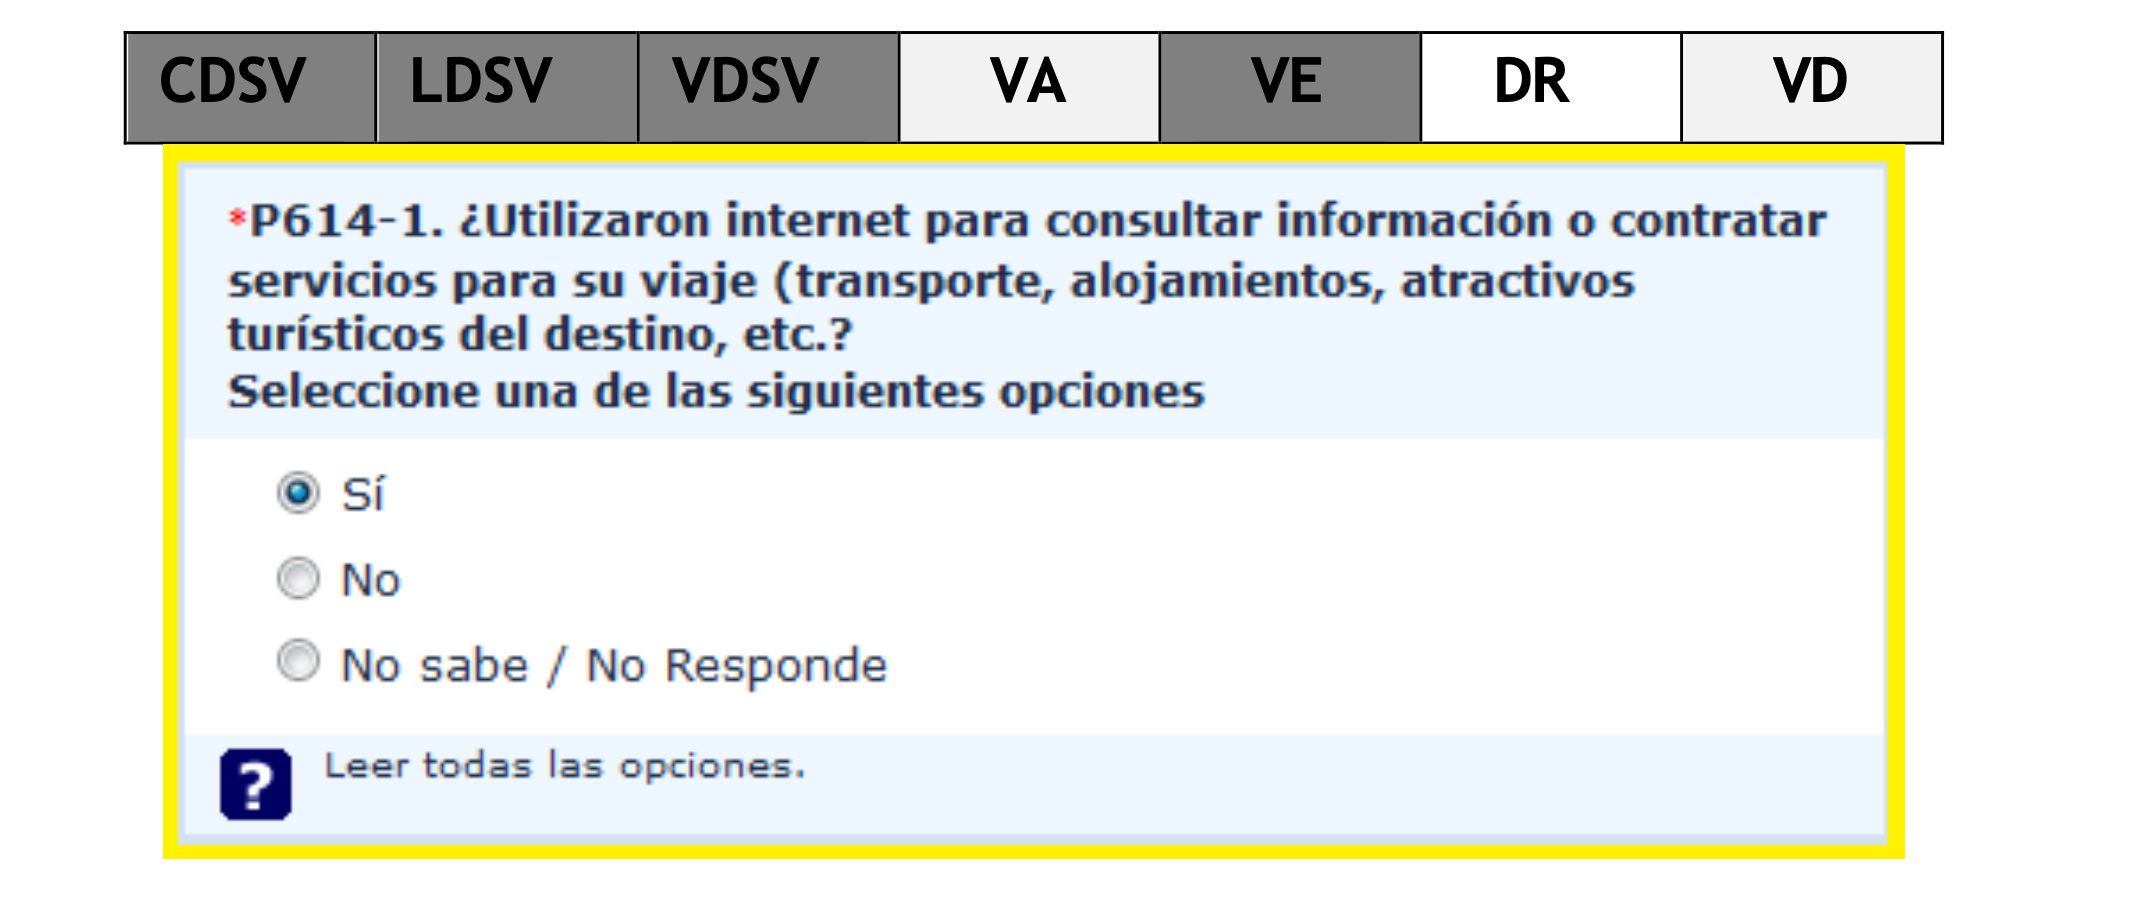 CDSV LDSV VDSV VA VE DR VD
*P614-1. ¿Utilizaron internet para consultar información o contratar
servicios para su viaje (transporte, alojamientos, atractivos
turísticos del destino, etc.?
Seleccione una de las siguientes opciones
Sí
No
No sabe / No Responde
? Leer todas las opciones.